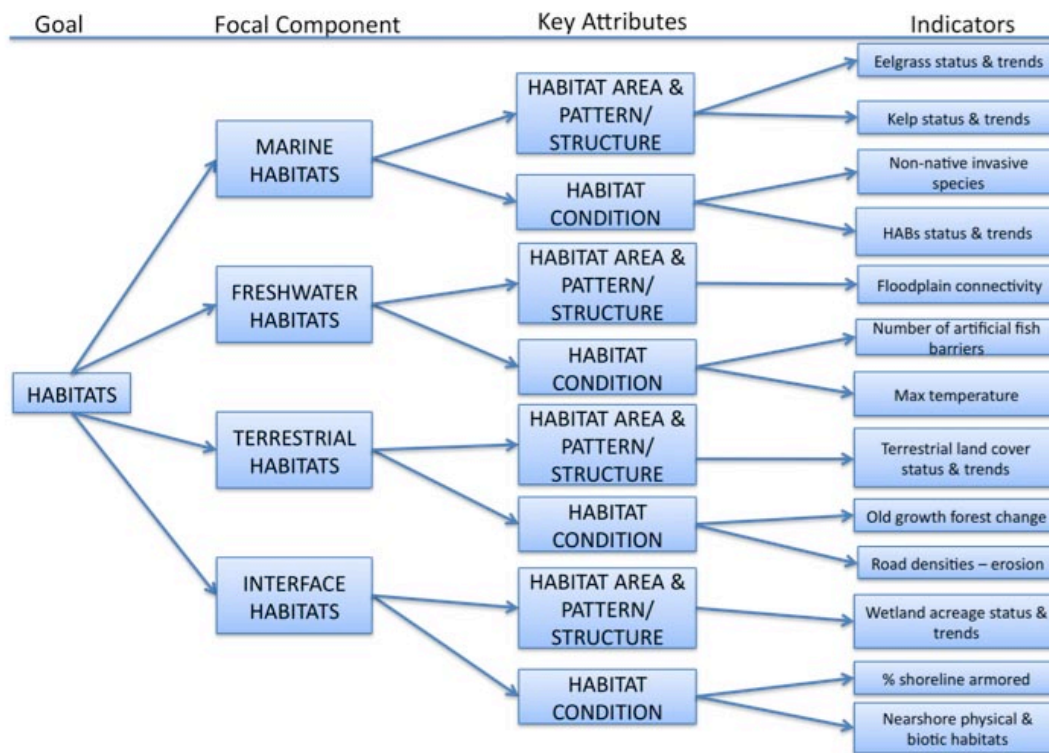 Goal
Focal Component
Key Attributes
Indicators
HABITATS
MARINE
HABITATS
FRESHWATER
HABITATS
TERRESTRIAL
HABITATS
INTERFACE
HABITATS
HABITAT AREA &
PATTERN/
STRUCTURE
HABITAT
CONDITION
HABITAT AREA &
PATTERN/
STRUCTURE
HABITAT
CONDITION
HABITAT AREA &
PATTERN/
STRUCTURE
HABITAT
CONDITION
HABITAT AREA &
PATTERN/
STRUCTURE
HABITAT
CONDITION
Eelgrass status & trends
Kelp status & trends
Non-native invasive
species
HABs status & trends
Floodplain connectivity
Number of artificial fish
barriers
Max temperature
Terrestrial land cover
status & trends
Old growth forest change
Road densities – erosion
Wetland acreage status &
trends
% shoreline armored
Nearshore physical &
biotic habitats